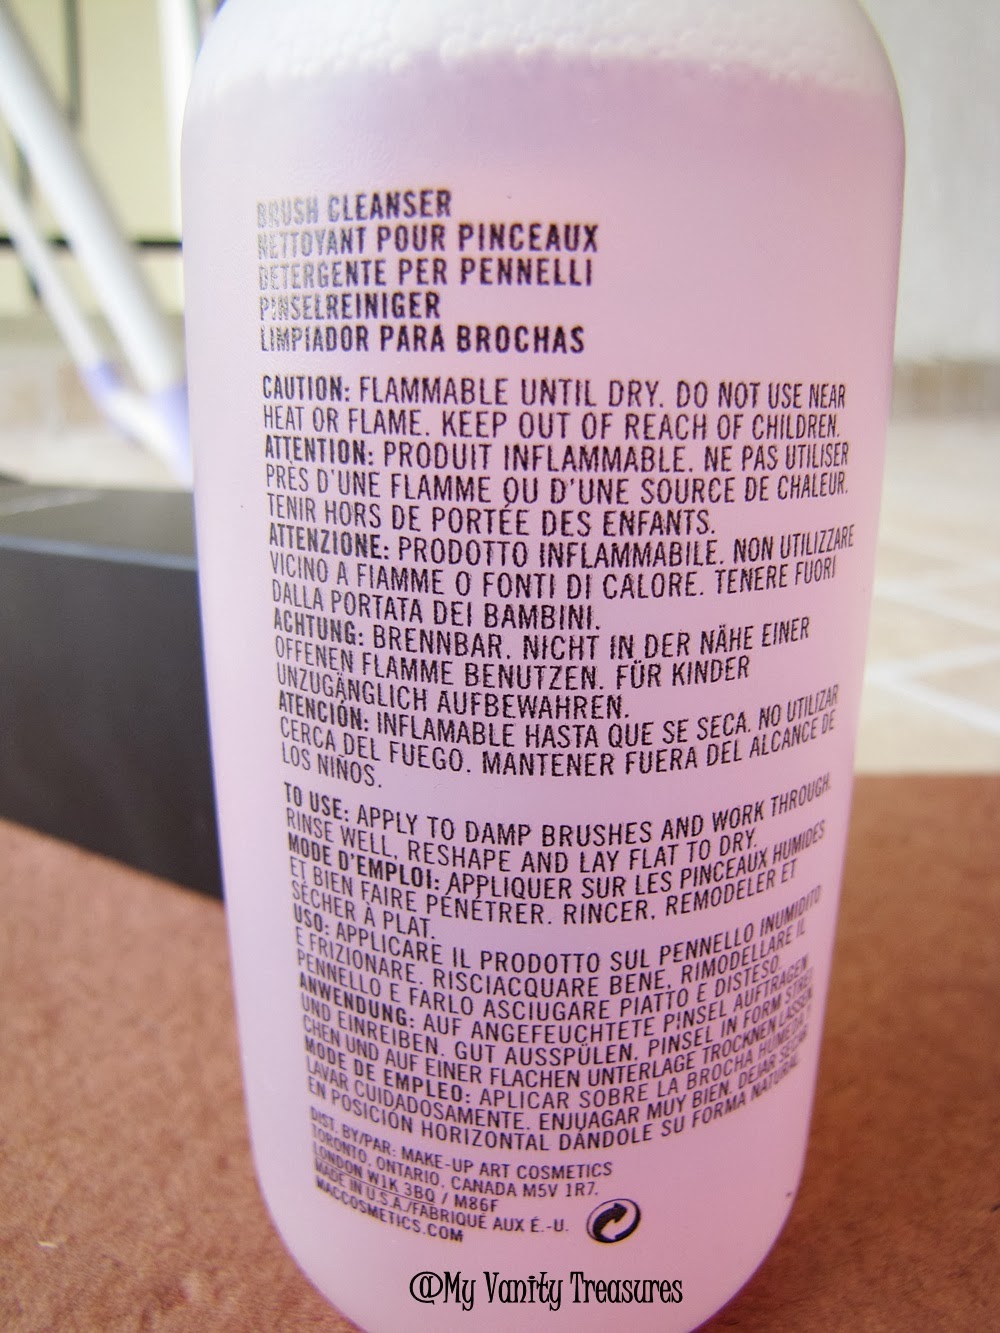 BRUSH CLEANSER
NETTOYANT POUR PINCEAUX
DETERGENTE PER PENNELLI
PINSELREINIGER
LIMPIADOR PARA BROCHAS
CAUTION: FLAMMABLE UNTIL DRY. DO NOT USE NEAR
HEAT OR FLAME. KEEP OUT OF REACH OF CHILDREN.
ATTENTION: PRODUIT INFLAMMABLE. NE PAS UTILISER
PRÈS D'UNE FLAMME OU D'UNE SOURCE DE CHALEUR.
TENIR HORS DE PORTÉE DES ENFANTS.
ATTENZIONE: PRODOTTO INFLAMMABILE. NON UTILIZZARE
VICINO A FIAMME O FONTI DI CALORE. TENERE FUORI
DALLA PORTATA DEI BAMBINI.
ACHTUNG: BRENNBAR. NICHT IN DER NÄHE EINER
OFFENEN FLAMME BENUTZEN. FÜR KINDER
UNZUGÄNGLICH AUFBEWAHREN.
ATENCIÓN: INFLAMABLE HASTA QUE SE SECA. NO UTILIZAR
CERCA DEL FUEGO. MANTENER FUERA DEL ALCANCE DE
LOS NIÑOS.
TO USE: APPLY TO DAMP BRUSHES AND WORK THROUGH.
RINSE WELL, RESHAPE AND LAY FLAT TO DRY.
MODE D'EMPLOI: APPLIQUER SUR LES PINCEAUX HUMIDES
ET BIEN FAIRE PÉNÉTRER. RINCER, REMODELER ET
SÉCHER À PLAT.
USO: APPLICARE IL PRODOTTO SUL PENNELLO INUMIDITO
E FRIZIONARE. RISCIACQUARE BENE, RIMODELLARE IL
PENNELLO E FARLO ASCIUGARE PIATTO E DISTESO.
ANWENDUNG: AUF ANGEFEUCHTETE PINSEL AUFTRAGEN
UND EINREIBEN. GUT AUSSPÜLEN. PINSEL IN FORM STREI
CHEN UND AUF EINER FLACHEN UNTERLAGE TROCKNEN LASSEN.
MODE DE EMPLEO: APLICAR SOBRE LA BROCHA HUMEDA Y
LAVAR CUIDADOSAMENTE. ENJUAGAR MUY BIEN. DEJAR SECAR
EN POSICIÓN HORIZONTAL DÁNDOLE SU FORMA NATURAL.
DIST. BY/PAR: MAKE-UP ART COSMETICS
TORONTO, ONTARIO, CANADA M5V 1R7.
LONDON W1K 3BQ / M86F
MADE IN U.S.A./FABRIQUÉ AUX É.-U.
MACCOSMETICS.COM
@My Vanity Treasures